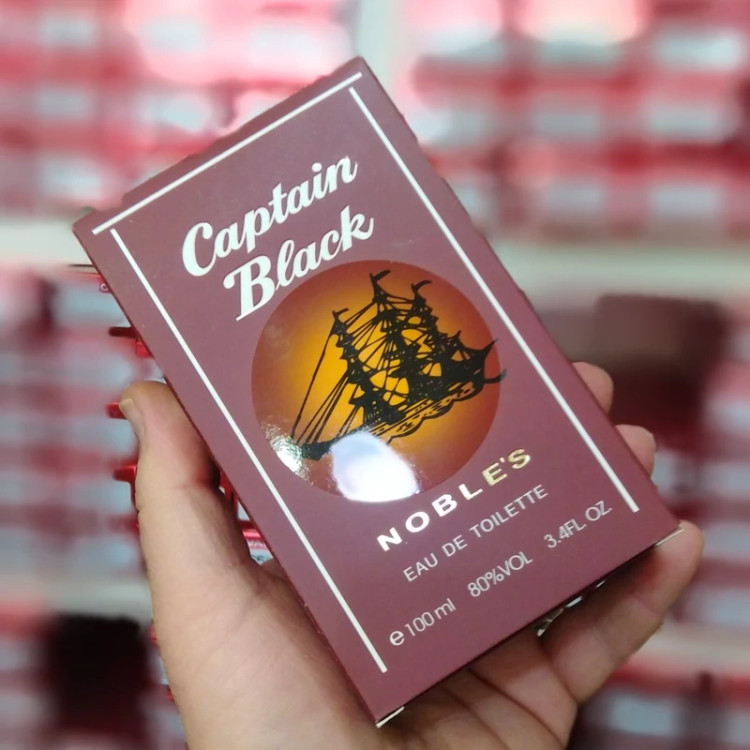 Captain
Black
NOBLE'S
EAU DE TOILETTE
e100ml 80%VOL 3.4FL OZ